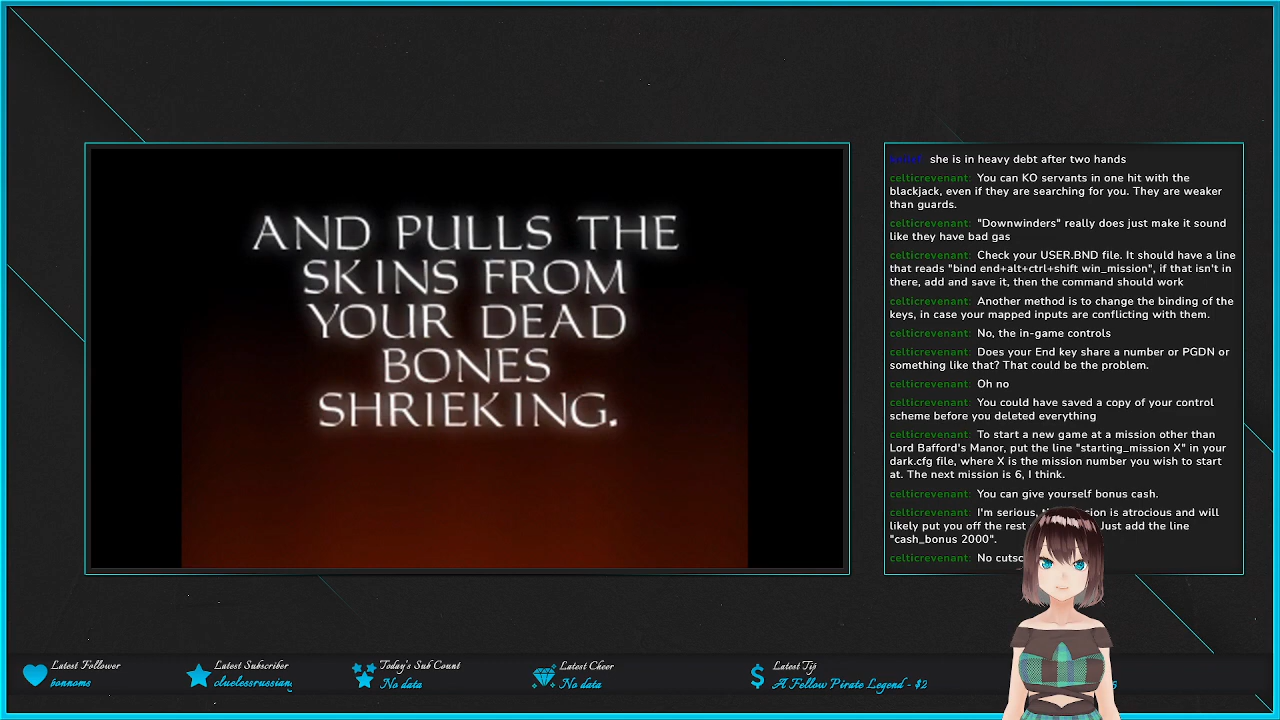 AND PULLS THE
SKINS FROM
YOUR DEAD
BONES
SHRIEKING.
she is in heavy debt after two hands
celticrevenant: You can KO servants in one hit with the
blackjack, even if they are searching for you. They are weaker
than guards.
celticrevenant: "Downwinders" really does just make it sound
like they have bad gas
celticrevenant: Check your USER.BND file. It should have a line
that reads "bind end+alt+ctrl+shift win_mission", if that isn't in
there, add and save it, then the command should work
celticrevenant: Another method is to change the binding of the
keys, in case your mapped inputs are conflicting with them.
celticrevenant: No, the in-game controls
celticrevenant: Does your End key share a number or PGDN or
something like that? That could be the problem.
celticrevenant: Oh no
celticrevenant: You could have saved a copy of your control
scheme before you deleted everything
celticrevenant: To start a new game at a mission other than
Lord Bafford's Manor, put the line "starting_mission X" in your
dark.cfg file, where X is the mission number you wish to start
at. The next mission is 6, I think.
celticrevenant: You can give yourself bonus cash.
celticrevenant: I'm serious, is atrocious and will
likely put you off the rest Just add the line
"cash_bonus 2000".
celticrevenant: No
Latest Follower
bonnoms
Latest Subscriber
cluelessrussian
Today's Sub Count
No data
Latest Cheer
No data
Latest Tip
A Fellow Pirate Legend - $2